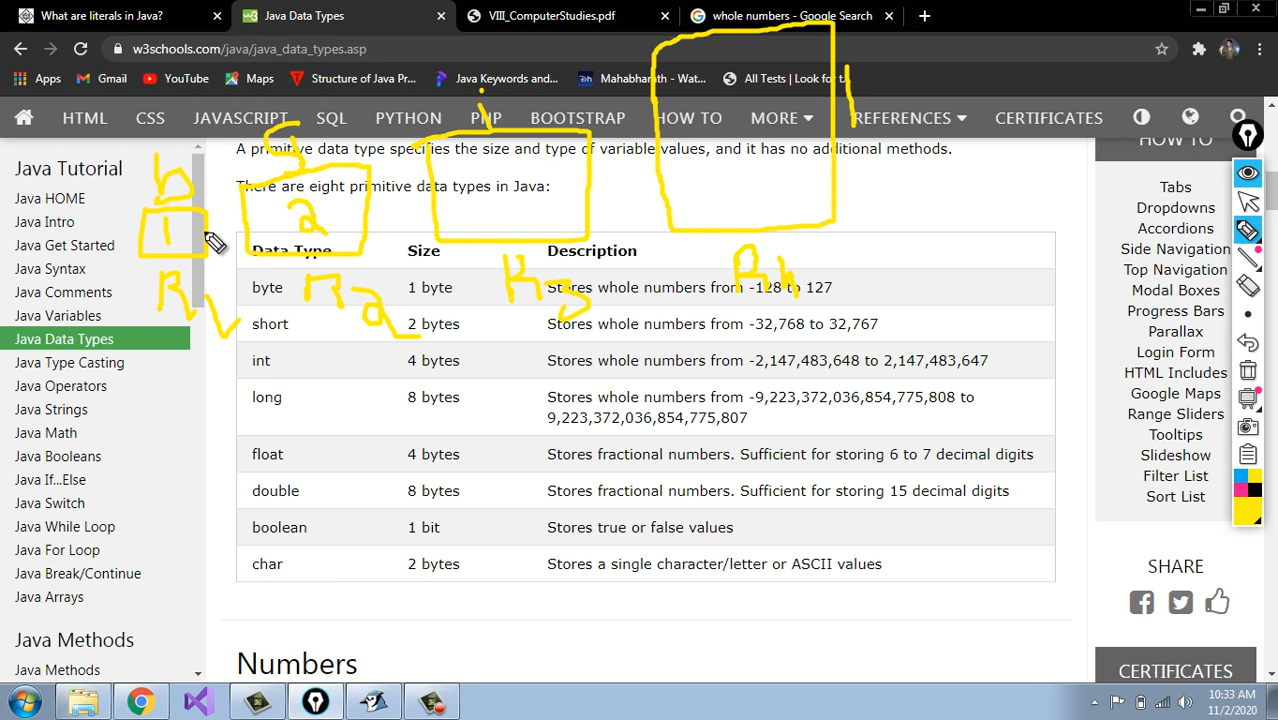 What are literals in Java?
Java Data Types
VIII_ComputerStudies.pdf
whole numbers - Google Search
w3schools.com/java/java_data_types.asp
Apps
Gmail
YouTube
Maps
Structure of Java Pr...
Java Keywords and...
Mahabharath - Wat...
All Tests | Look for t...
HTML
CSS
JAVASCRIPT
SQL
PYTHON
PHP
BOOTSTRAP
HOW TO
MORE
REFERENCES
CERTIFICATES
i
l
b
S
1
2
R1
R2
R3
R4
Java Tutorial
Java HOME
Java Intro
Java Get Started
Java Syntax
Java Comments
Java Variables
Java Data Types
Java Type Casting
Java Operators
Java Strings
Java Math
Java Booleans
Java If...Else
Java Switch
Java While Loop
Java For Loop
Java Break/Continue
Java Arrays
Java Methods
Java Methods
A primitive data type specifies the size and type of variable values, and it has no additional methods.
There are eight primitive data types in Java:
Data Type Size Description
byte 1 byte Stores whole numbers from -128 to 127
short 2 bytes Stores whole numbers from -32,768 to 32,767
int 4 bytes Stores whole numbers from -2,147,483,648 to 2,147,483,647
long 8 bytes Stores whole numbers from -9,223,372,036,854,775,808 to
9,223,372,036,854,775,807
float 4 bytes Stores fractional numbers. Sufficient for storing 6 to 7 decimal digits
double 8 bytes Stores fractional numbers. Sufficient for storing 15 decimal digits
boolean 1 bit Stores true or false values
char 2 bytes Stores a single character/letter or ASCII values
Numbers
HOW TO
Tabs
Dropdowns
Accordions
Side Navigation
Top Navigation
Modal Boxes
Progress Bars
Parallax
Login Form
HTML Includes
Google Maps
Range Sliders
Tooltips
Slideshow
Filter List
Sort List
SHARE
CERTIFICATES
10:33 AM
11/2/2020